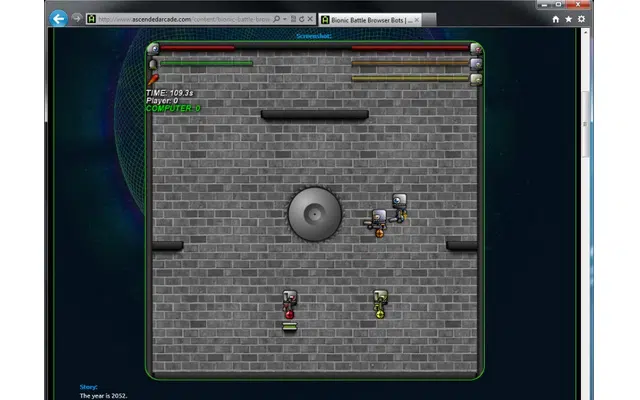 http://www.ascendedarcade.com/content/bionic-battle-brow
Bionic Battle Browser Bots | ...
Screenshot:
TIME: 109.3s
Player: 0
COMPUTER: 0
Story:
The year is 2052.